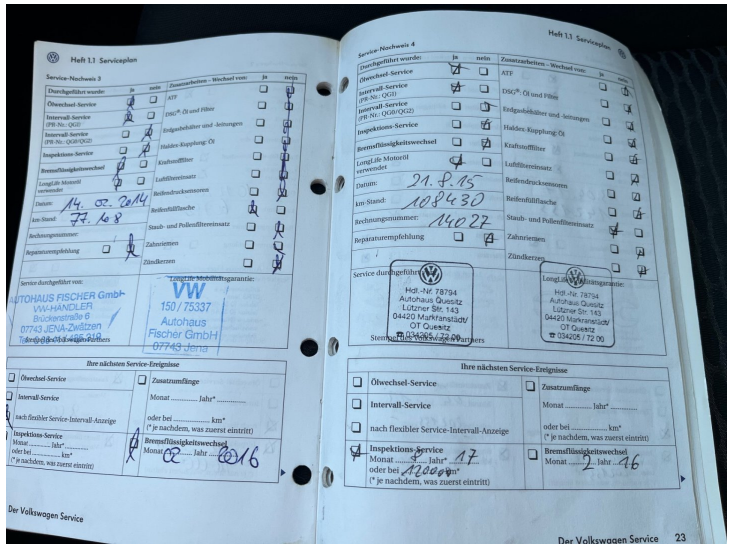 Heft 1.1 Serviceplan
Service-Nachweis 3
Durchgeführt wurde: ja nein Zusatzarbeiten – Wechsel von: ja nein
Ölwechsel-Service
ATF
Intervall-Service
(PR-Nr.: QG1)
DSG®- Öl und Filter
Intervall-Service
(PR-Nr.: QG0/QG2)
Erdgasbehälter und -leitungen
Inspektions-Service
Haldex-Kupplung: Öl
Bremsflüssigkeitswechsel
Kraftstofffilter
LongLife Motoröl
verwendet
Luftfiltereinsatz
Datum: 14. 02. 2014
Reifendrucksensoren
km-Stand: 77. 108
Reifenfüllflasche
Rechnungsnummer:
Staub- und Pollenfiltereinsatz
Reparaturempfehlung
Zahnriemen
Zündkerzen
Service durchgeführt von:
LongLife Mobilitätsgarantie:
AUTOHAUS FISCHER GmbH
VW-HÄNDLER
Brückenstraße 6
07743 JENA-Zwätzen
VW
150 / 75337
Autohaus
Fischer GmbH
07743 Jena
Ihre nächsten Service-Ereignisse
Ölwechsel-Service
Zusatzumfänge
Intervall-Service
Monat Jahr*
nach flexibler Service-Intervall-Anzeige
oder bei km*
(* je nachdem, was zuerst eintritt)
Inspektions-Service
Monat Jahr*
oder bei km*
(* je nachdem, was zuerst eintritt)
Bremsflüssigkeitswechsel
Monat 02 Jahr 2016
Der Volkswagen Service
Heft 1.1 Serviceplan
Service-Nachweis 4
Durchgeführt wurde: ja nein Zusatzarbeiten – Wechsel von: ja nein
Ölwechsel-Service
ATF
Intervall-Service
(PR-Nr.: QG1)
DSG®- Öl und Filter
Intervall-Service
(PR-Nr.: QG0/QG2)
Erdgasbehälter und -leitungen
Inspektions-Service
Haldex-Kupplung: Öl
Bremsflüssigkeitswechsel
Kraftstofffilter
LongLife Motoröl
verwendet
Luftfiltereinsatz
Datum: 21. 8. 15
Reifendrucksensoren
km-Stand: 108430
Reifenfüllflasche
Rechnungsnummer: 14027
Staub- und Pollenfiltereinsatz
Reparaturempfehlung
Zahnriemen
Zündkerzen
Service durchgeführt
LongLife Mobilitätsgarantie:
Hdl.-Nr. 78794
Autohaus Quesitz
Lützner Str. 143
04420 Markranstädt/
OT Quesitz
☎ 034205 / 72 00
Hdl.-Nr. 78794
Autohaus Quesitz
Lützner Str. 143
04420 Markranstädt/
OT Quesitz
☎ 034205 / 72 00
Stempel des Volkswagen Partners
Ihre nächsten Service-Ereignisse
Ölwechsel-Service
Zusatzumfänge
Intervall-Service
Monat Jahr*
nach flexibler Service-Intervall-Anzeige
oder bei km*
(* je nachdem, was zuerst eintritt)
Inspektions-Service
Monat 8 Jahr* 17
oder bei 120000 km*
(* je nachdem, was zuerst eintritt)
Bremsflüssigkeitswechsel
Monat 2 Jahr 16
Der Volkswagen Service 23